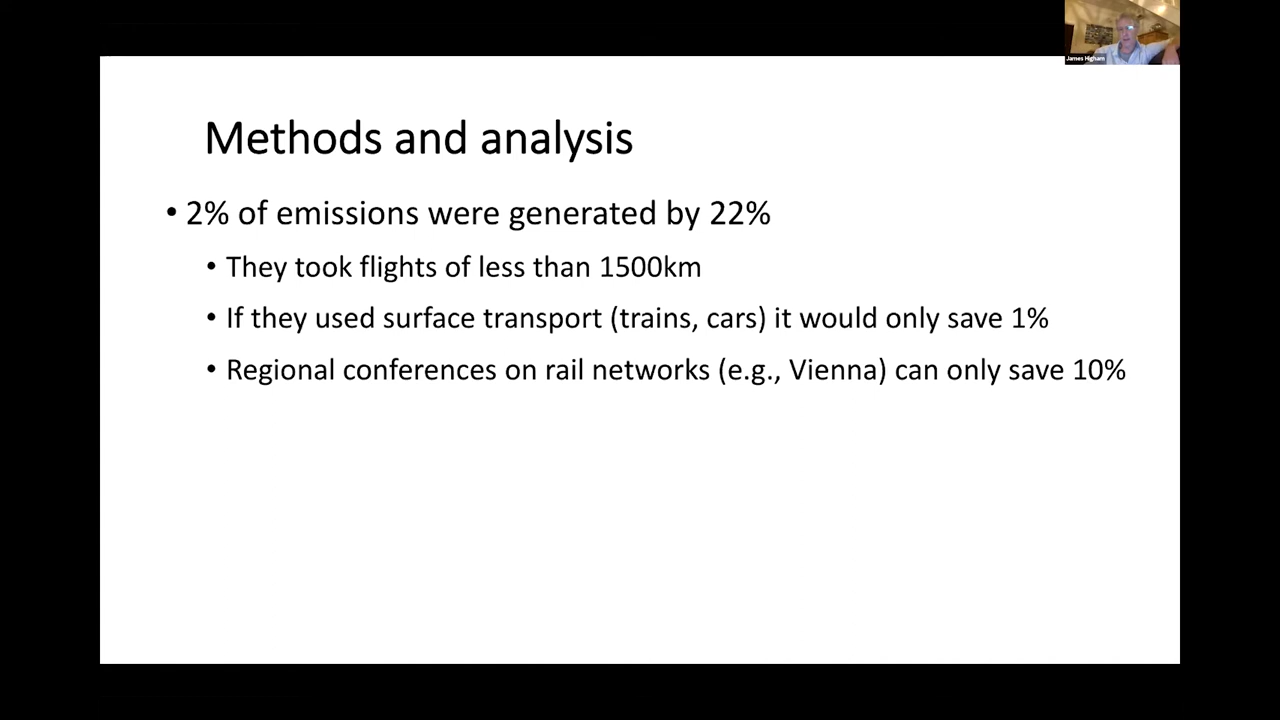 James Higham
Methods and analysis
• 2% of emissions were generated by 22%
• They took flights of less than 1500km
• If they used surface transport (trains, cars) it would only save 1%
• Regional conferences on rail networks (e.g., Vienna) can only save 10%